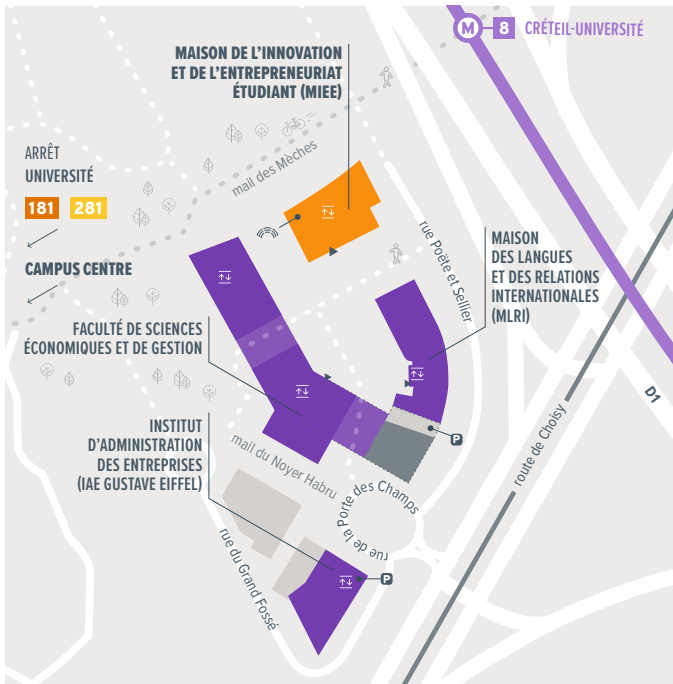 M 8 CRÉTEIL-UNIVERSITÉ
MAISON DE L'INNOVATION
ET DE L'ENTREPRENEURIAT
ÉTUDIANT (MIEE)
ARRÊT
UNIVERSITÉ
181 281
CAMPUS CENTRE
mail des Mèches
rue Poëte et Sellier
MAISON
DES LANGUES
ET DES RELATIONS
INTERNATIONALES
(MLRI)
FACULTÉ DE SCIENCES
ÉCONOMIQUES ET DE GESTION
D1
route de Choisy
INSTITUT
D'ADMINISTRATION
DES ENTREPRISES
(IAE GUSTAVE EIFFEL)
mail du Noyer Habru
P
rue de la Porte des Champs
rue du Grand Fossé
P